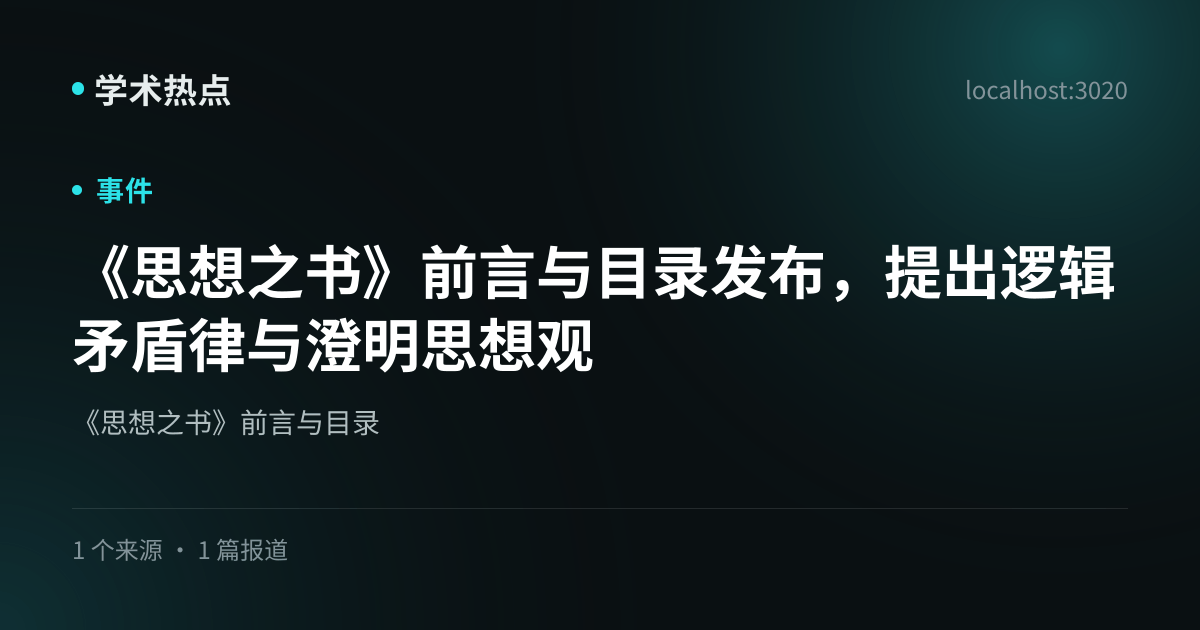 学术热点
localhost:3020
事件
《思想之书》前言与目录发布，提出逻辑
矛盾律与澄明思想观
《思想之书》前言与目录
1 个来源 · 1 篇报道